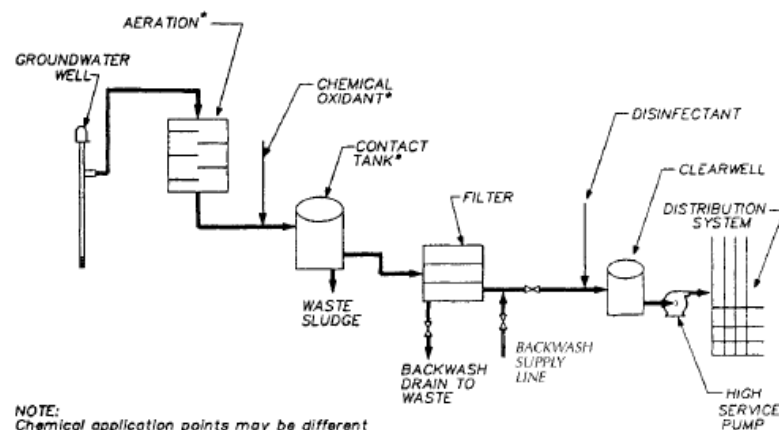 AERATION*
GROUNDWATER
WELL
CHEMICAL
OXIDANT*
CONTACT
TANK*
DISINFECTANT
CLEARWELL
FILTER
DISTRIBUTION
SYSTEM
WASTE
SLUDGE
BACKWASH
DRAIN TO
WASTE
BACKWASH
SUPPLY
LINE
HIGH
SERVICE
PUMP
NOTE:
Chemical application points may be different